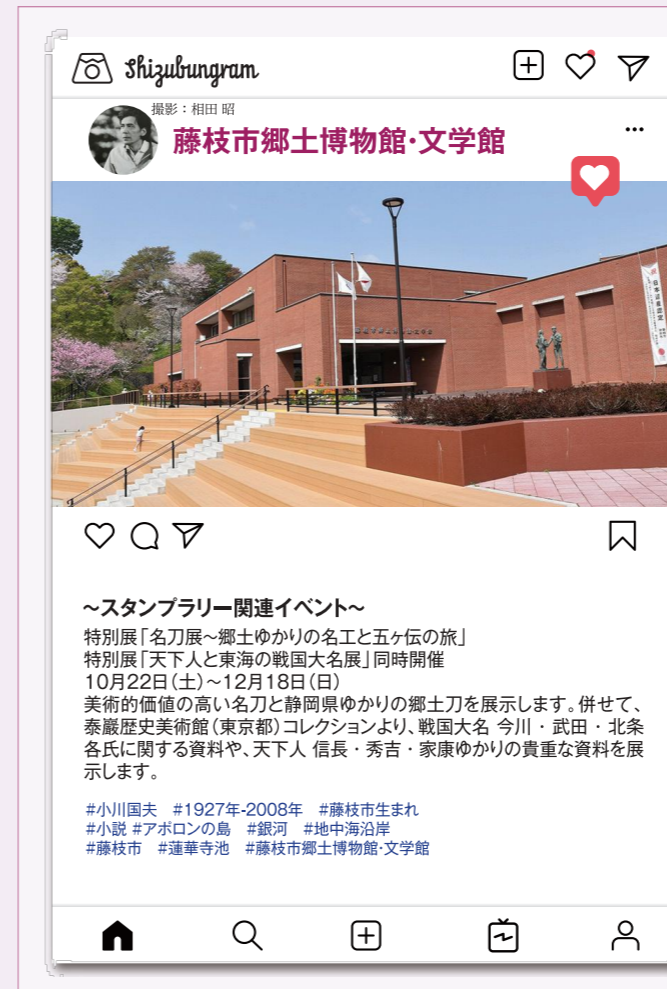 Shizubungram
撮影：相田 昭
藤枝市郷土博物館・文学館
～スタンプラリー関連イベント～
特別展「名刀展～郷土ゆかりの名工と五ヶ伝の旅」
特別展「天下人と東海の戦国大名展」同時開催
10月22日（土）～12月18日（日）
美術的価値の高い名刀と静岡県ゆかりの郷土刀を展示します。併せて、
泰巖歴史美術館（東京都）コレクションより、戦国大名 今川・武田・北条
各氏に関する資料や、天下人 信長・秀吉・家康ゆかりの貴重な資料を展
示します。
#小川国夫　#1927年-2008年　#藤枝市生まれ
#小説 #アポロンの島　#銀河　#地中海沿岸
#藤枝市　#蓮華寺池　#藤枝市郷土博物館・文学館